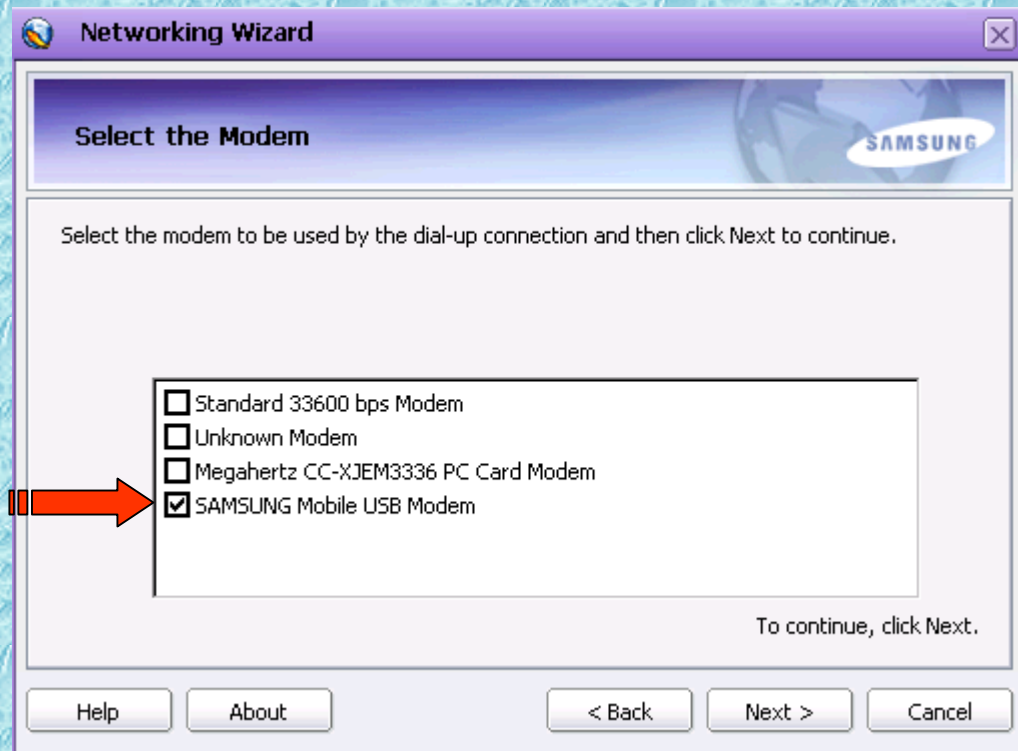 Networking Wizard
Select the Modem
SAMSUNG
Select the modem to be used by the dial-up connection and then click Next to continue.
Standard 33600 bps Modem
Unknown Modem
Megahertz CC-XJEM3336 PC Card Modem
SAMSUNG Mobile USB Modem
To continue, click Next.
Help About < Back Next > Cancel